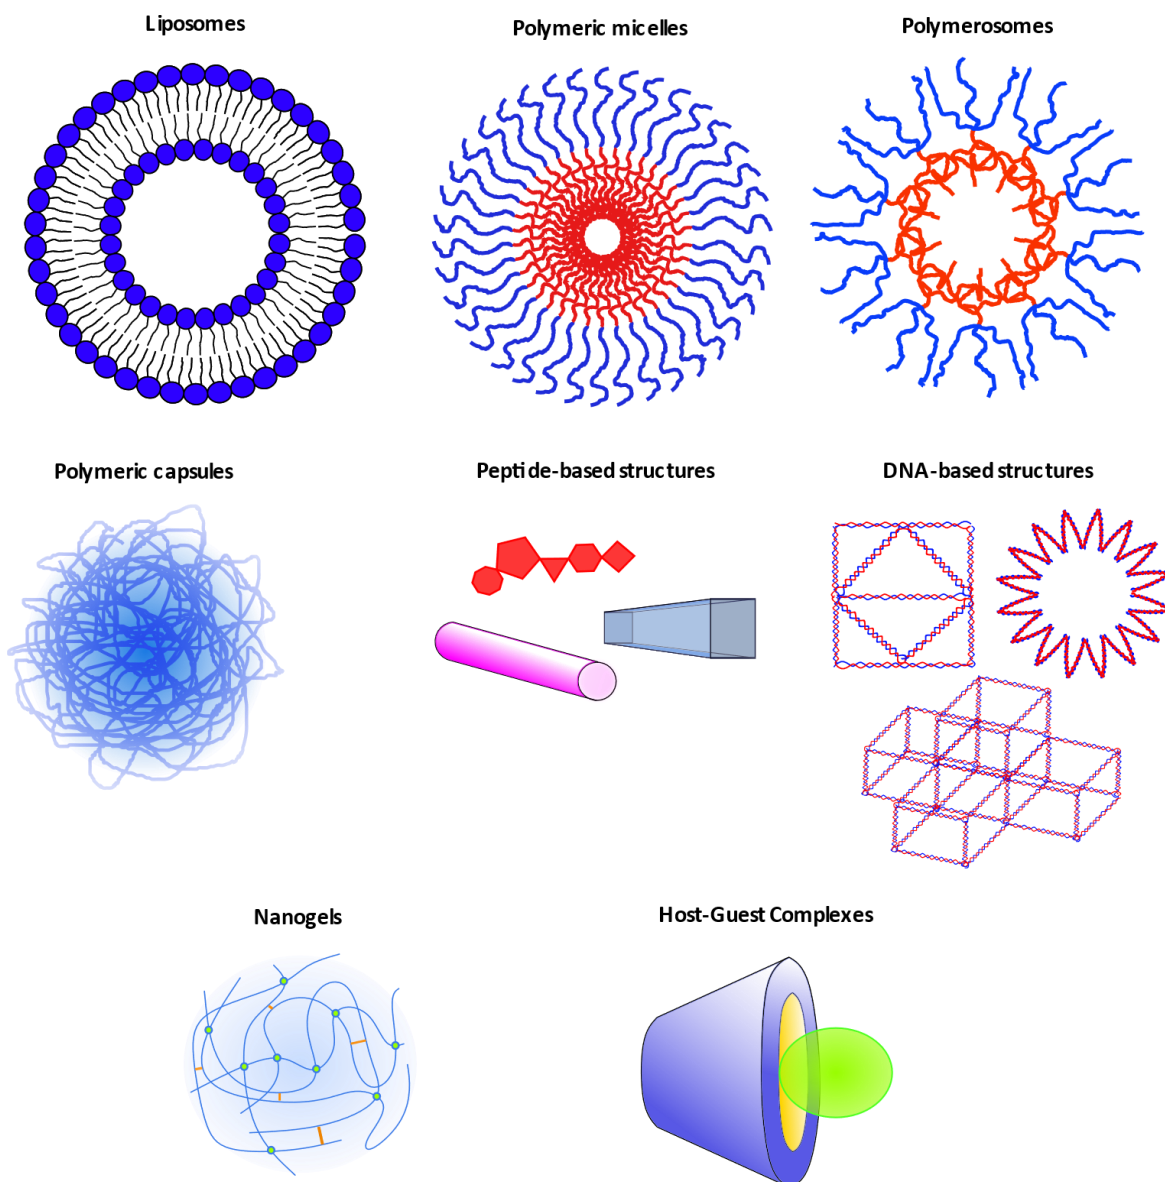 Liposomes
Polymeric micelles
Polymerosomes
Polymeric capsules
Peptide-based structures
DNA-based structures
Nanogels
Host-Guest Complexes